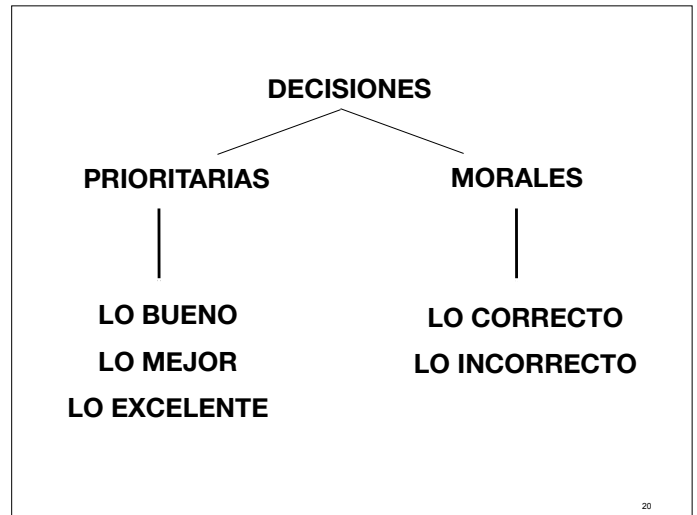 DECISIONES
PRIORITARIAS
MORALES
LO BUENO
LO MEJOR
LO EXCELENTE
LO CORRECTO
LO INCORRECTO
20